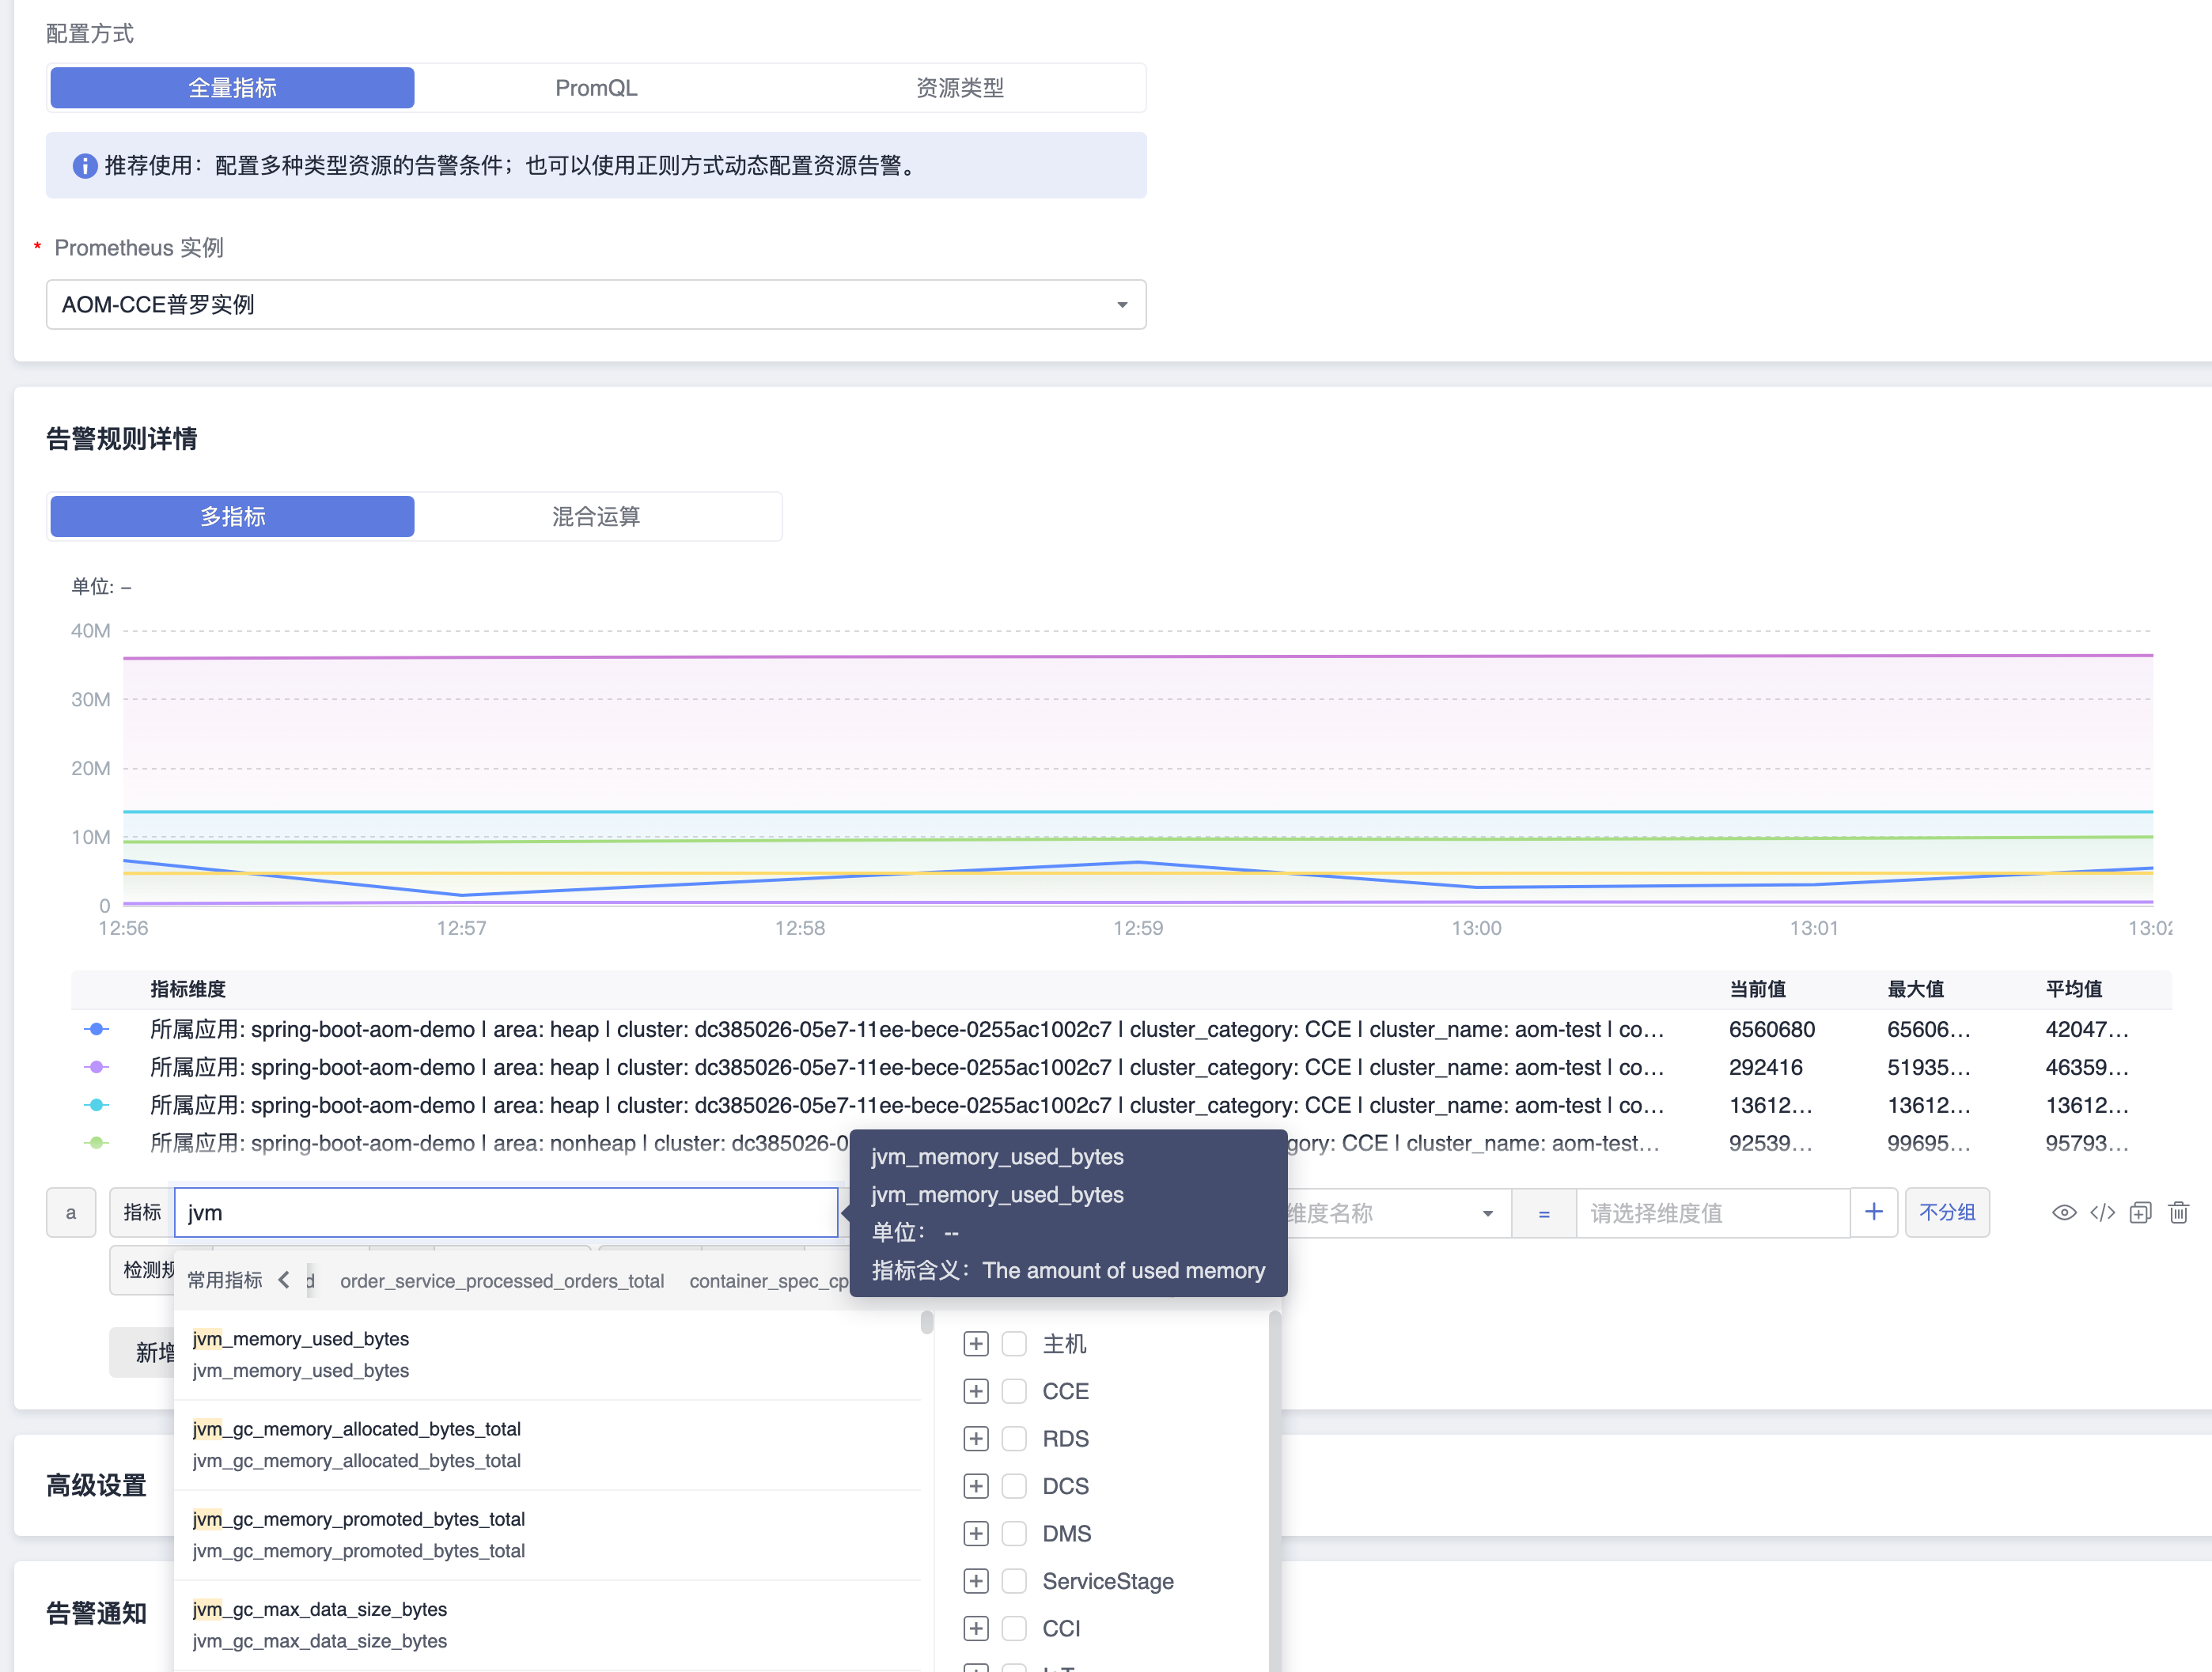 配置方式
全量指标 PromQL 资源类型
推荐使用：配置多种类型资源的告警条件；也可以使用正则方式动态配置资源告警。
* Prometheus 实例
AOM-CCE普罗实例
告警规则详情
多指标 混合运算
单位: –
40M
30M
20M
10M
0
12:56 12:57 12:58 12:59 13:00 13:01 13:02
指标维度 当前值 最大值 平均值
所属应用: spring-boot-aom-demo | area: heap | cluster: dc385026-05e7-11ee-bece-0255ac1002c7 | cluster_category: CCE | cluster_name: aom-test | co... 6560680 65606... 42047...
所属应用: spring-boot-aom-demo | area: heap | cluster: dc385026-05e7-11ee-bece-0255ac1002c7 | cluster_category: CCE | cluster_name: aom-test | co... 292416 51935... 46359...
所属应用: spring-boot-aom-demo | area: heap | cluster: dc385026-05e7-11ee-bece-0255ac1002c7 | cluster_category: CCE | cluster_name: aom-test | co... 13612... 13612... 13612...
所属应用: spring-boot-aom-demo | area: nonheap | cluster: dc385026-0 gory: CCE | cluster_name: aom-test... 92539... 99695... 95793...
jvm_memory_used_bytes
jvm_memory_used_bytes
单位： --
指标含义：The amount of used memory
a 指标 jvm 维度名称 = 请选择维度值 + 不分组 </>
检测规
常用指标 d order_service_processed_orders_total container_spec_cp
新增
jvm_memory_used_bytes
jvm_memory_used_bytes
jvm_gc_memory_allocated_bytes_total
jvm_gc_memory_allocated_bytes_total
jvm_gc_memory_promoted_bytes_total
jvm_gc_memory_promoted_bytes_total
jvm_gc_max_data_size_bytes
jvm_gc_max_data_size_bytes
主机
CCE
RDS
DCS
DMS
ServiceStage
CCI
高级设置
告警通知